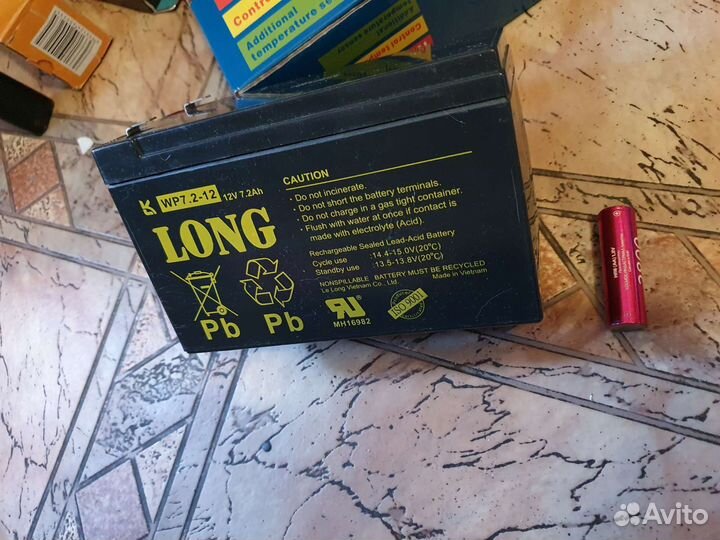 Additional
temperature sensor
Control temp
Additional
WP7.2-12
12V 7.2Ah
LONG
Pb
Pb
CAUTION
• Do not incinerate.
• Do not short the battery terminals.
• Do not charge in a gas tight container.
• Flush with water at once if contact is
made with electrolyte (Acid)
Rechargeable Sealed Lead-Acid Battery
Cycle use :14.4-15.0V(20°C)
Standby use :13.5-13.8V(20°C)
NONSPILLABLE BATTERY MUST BE RECYCLED
Le Long Vietnam Co., Ltd. Made in Vietnam
MH16982
ISO 9001
Avito